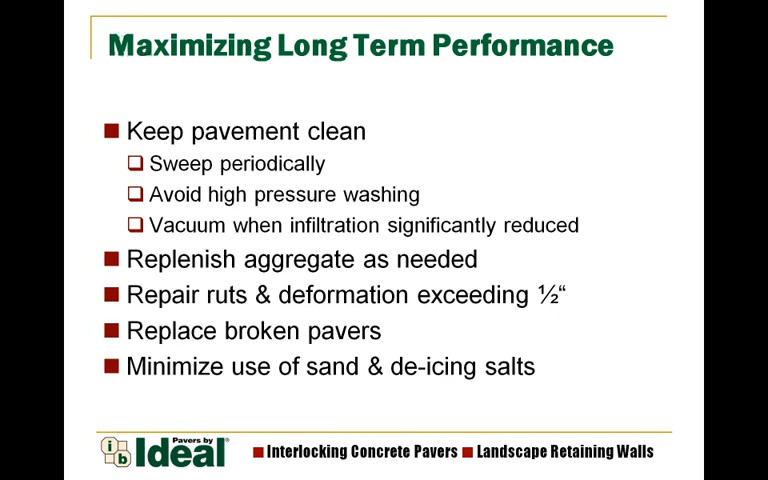 Maximizing Long Term Performance
Keep pavement clean
Sweep periodically
Avoid high pressure washing
Vacuum when infiltration significantly reduced
Replenish aggregate as needed
Repair ruts & deformation exceeding ½“
Replace broken pavers
Minimize use of sand & de-icing salts
ib Pavers by
Ideal®
Interlocking Concrete Pavers Landscape Retaining Walls